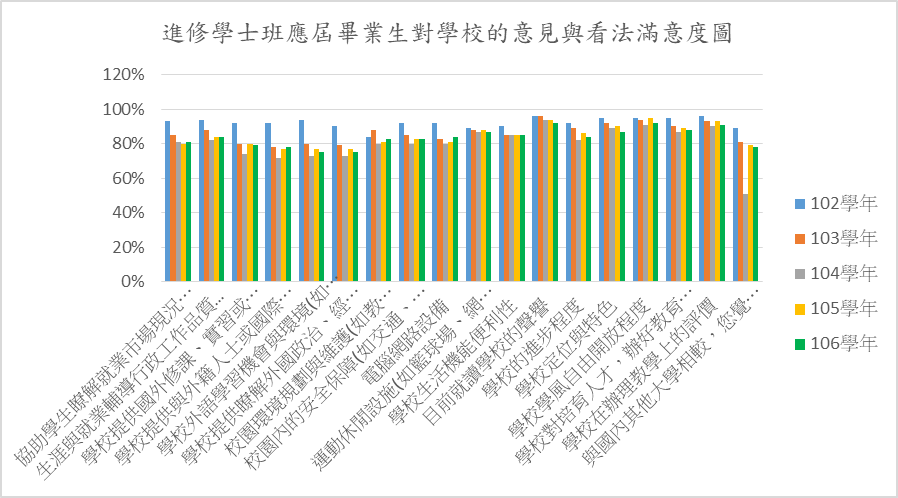 進修學士班應屆畢業生對學校的意見與看法滿意度圖
120%
100%
80%
60%
40%
20%
0%
協助學生瞭解就業市場現況…
生涯與就業輔導行政工作品質…
學校提供國外修課、實習或…
學校提供與外籍人士或國際…
學校外語學習機會與環境(如…
學校提供瞭解外國政治、經…
校園環境規劃與維護(如教…
校園內的安全保障(如交通、…
電腦網路設備
運動休閒設施(如籃球場、網…
學校生活機能便利性
目前就讀學校的聲譽
學校的進步程度
學校定位與特色
學校學風自由開放程度
學校對培育人才，辦好教育…
學校在辦理教學上的評價
與國內其他大學相較，您覺…
102學年
103學年
104學年
105學年
106學年